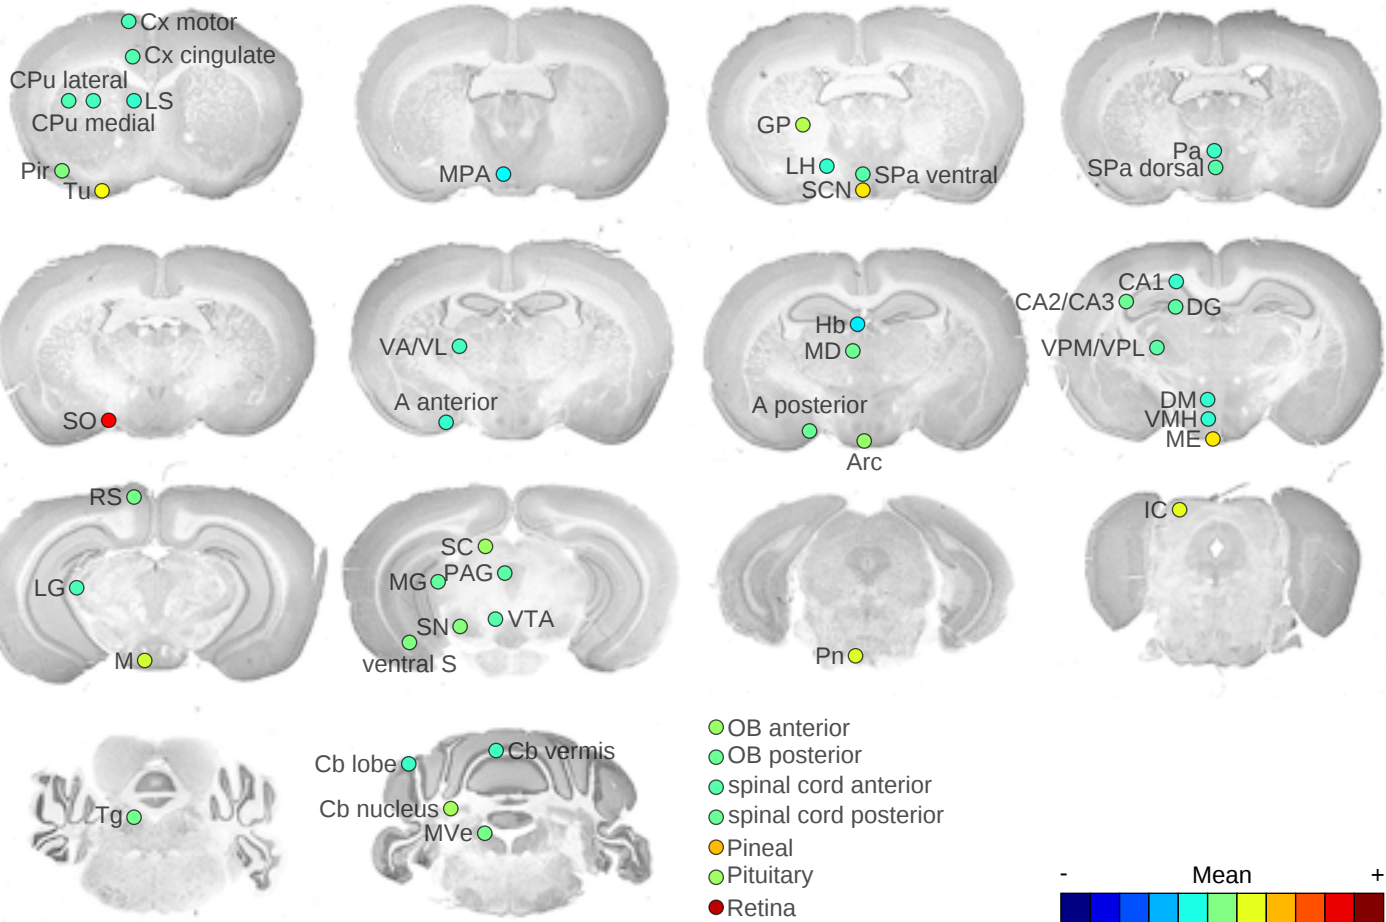 Cx motor
Cx cingulate
CPu lateral
LS
CPu medial
Pir
Tu
MPA
GP
LH
SPa ventral
SCN
Pa
SPa dorsal
SO
VA/VL
A anterior
Hb
MD
A posterior
Arc
CA1
CA2/CA3
DG
VPM/VPL
DM
VMH
ME
RS
LG
M
SC
MG
PAG
SN
VTA
ventral S
Pn
IC
Tg
Cb lobe
Cb vermis
Cb nucleus
MVe
OB anterior
OB posterior
spinal cord anterior
spinal cord posterior
Pineal
Pituitary
Retina
- Mean +